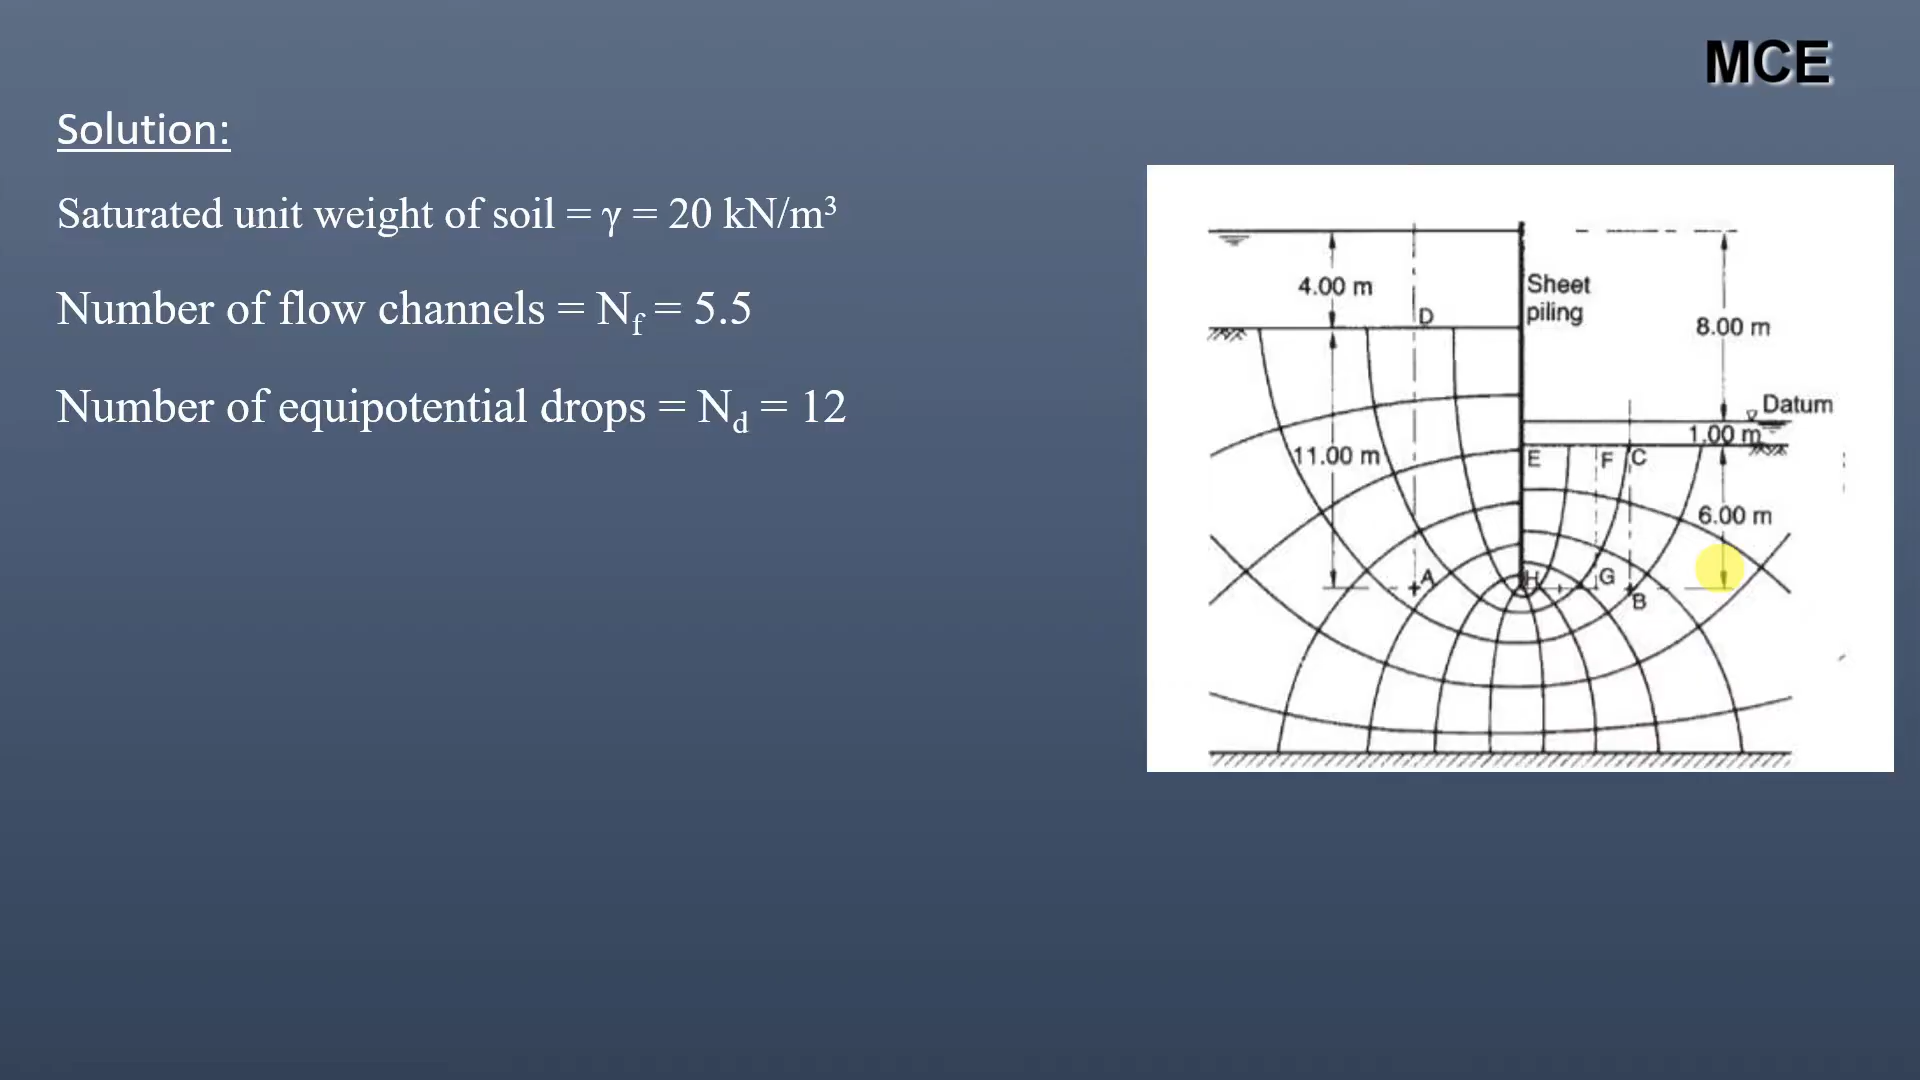 MCE
Solution:
Saturated unit weight of soil = γ = 20 kN/m³
Number of flow channels = N_f = 5.5
Number of equipotential drops = N_d = 12
4.00 m
Sheet
piling
8.00 m
D
Datum
1.00 m
11.00 m
E
F
C
6.00 m
A
H
G
B